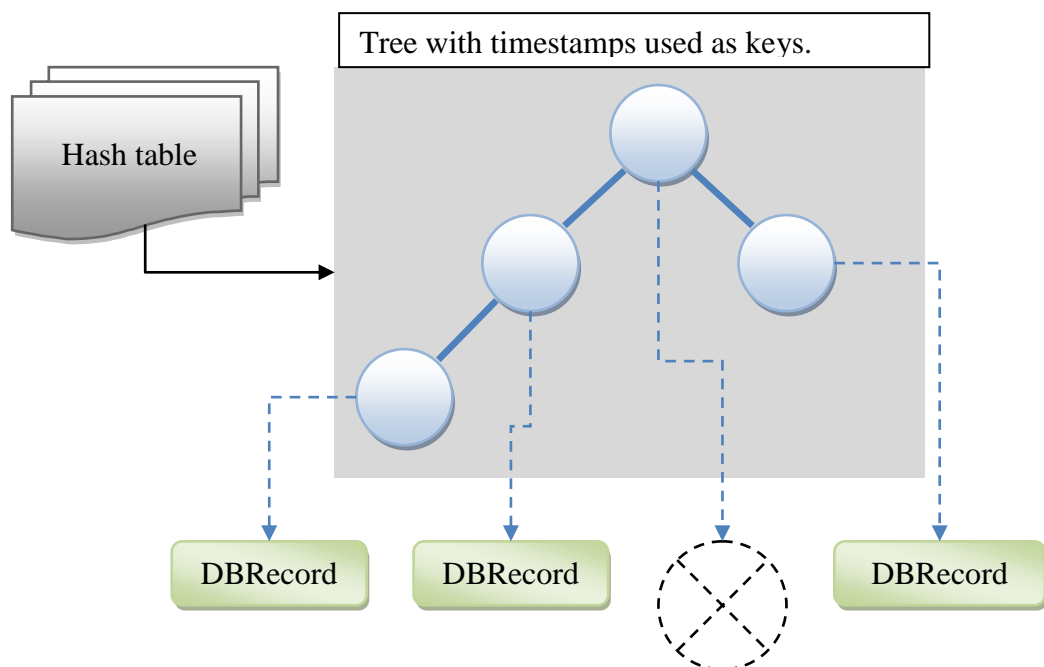 Tree with timestamps used as keys.
Hash table
DBRecord
DBRecord
DBRecord